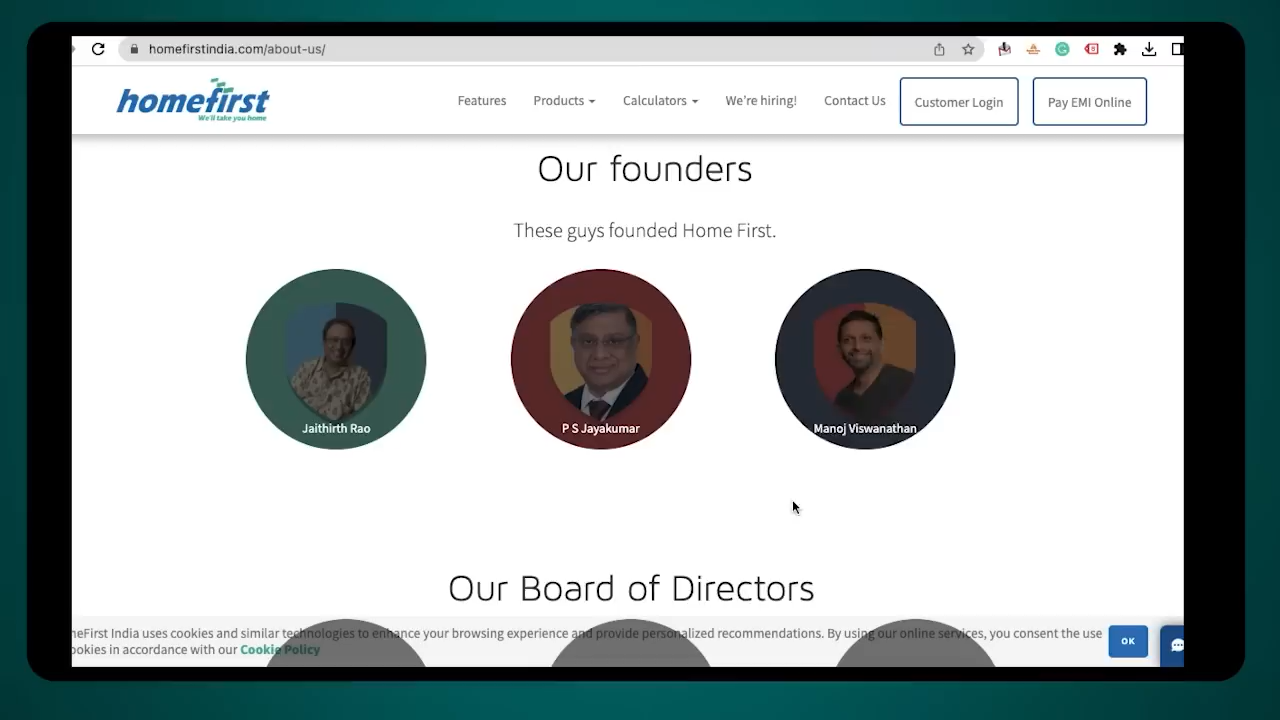 homefirstindia.com/about-us/
homefirst
We'll take you home
Features
Products
Calculators
We're hiring!
Contact Us
Customer Login
Pay EMI Online
Our founders
These guys founded Home First.
Jaithirth Rao
P S Jayakumar
Manoj Viswanathan
Our Board of Directors
neFirst India uses cookies and similar technologies to enhance your browsing experience and provide personalized recommendations. By using our online services, you consent the use
ookies in accordance with our Cookie Policy
OK